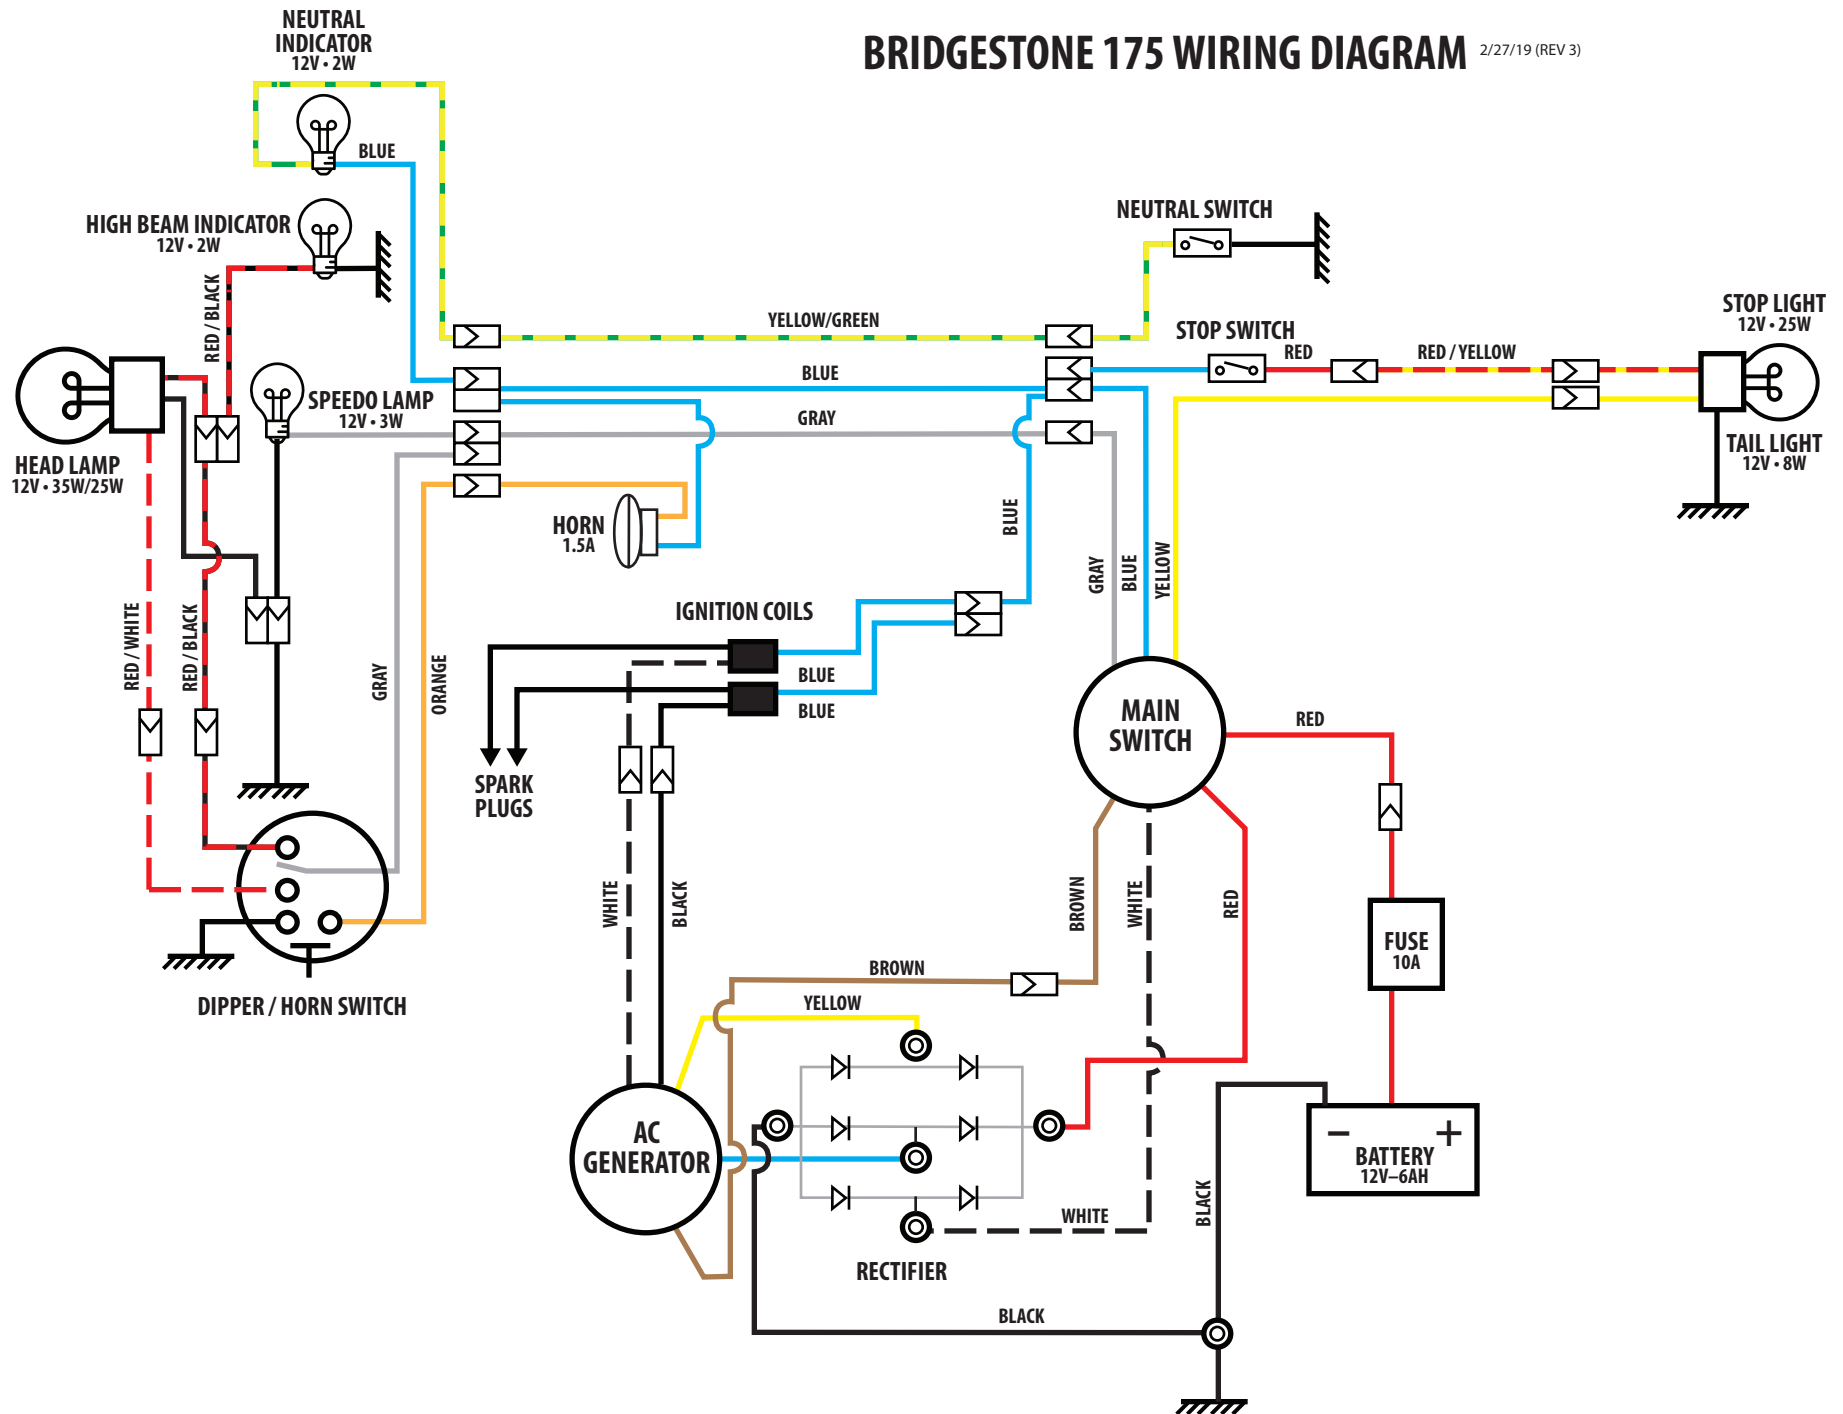 BRIDGESTONE 175 WIRING DIAGRAM 2/27/19 (REV 3)
NEUTRAL
INDICATOR
12V • 2W
BLUE
HIGH BEAM INDICATOR
12V • 2W
RED / BLACK
NEUTRAL SWITCH
YELLOW/GREEN
STOP SWITCH
RED
RED / YELLOW
STOP LIGHT
12V • 25W
TAIL LIGHT
12V • 8W
BLUE
GRAY
SPEEDO LAMP
12V • 3W
HEAD LAMP
12V • 35W/25W
HORN
1.5A
BLUE
GRAY
BLUE
YELLOW
IGNITION COILS
BLUE
BLUE
RED / WHITE
RED / BLACK
GRAY
ORANGE
SPARK
PLUGS
MAIN
SWITCH
RED
WHITE
BLACK
BROWN
WHITE
RED
FUSE
10A
DIPPER / HORN SWITCH
BROWN
YELLOW
AC
GENERATOR
– +
BATTERY
12V–6AH
WHITE
BLACK
RECTIFIER
BLACK